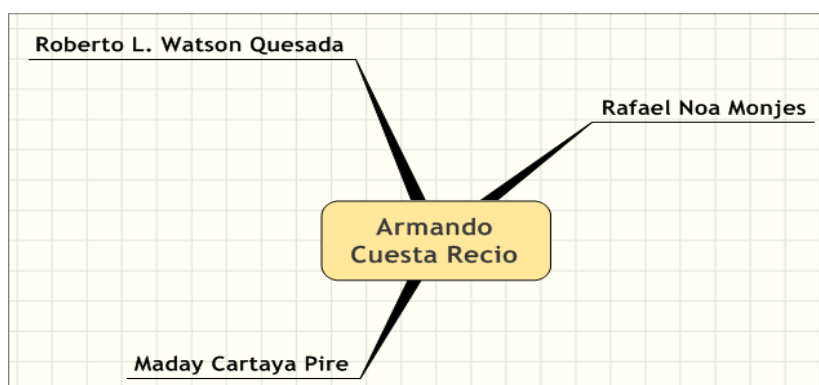 Roberto L. Watson Quesada
Rafael Noa Monjes
Armando
Cuesta Recio
Maday Cartaya Pire